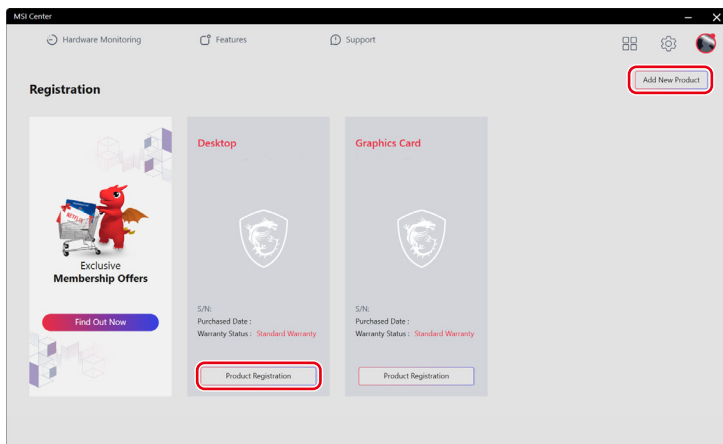 MSI Center
Hardware Monitoring
Features
Support
Add New Product
Registration
NETFLIX
Exclusive
Membership Offers
Find Out Now
Desktop
S/N:
Purchased Date :
Warranty Status : Standard Warranty
Product Registration
Graphics Card
S/N:
Purchased Date :
Warranty Status : Standard Warranty
Product Registration